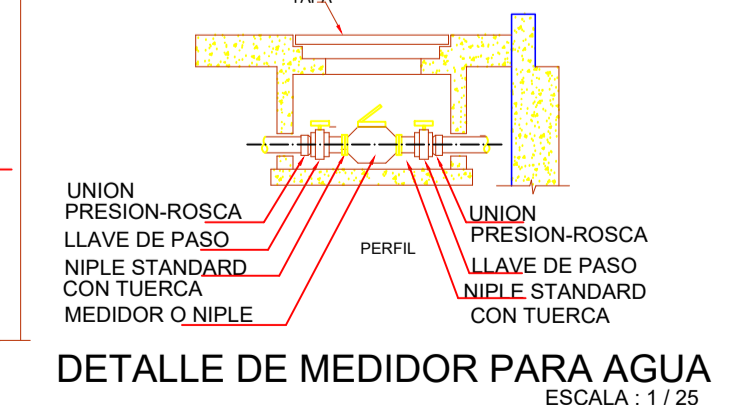 TAPA
UNION
PRESION-ROSCA
LLAVE DE PASO
NIPLE STANDARD
CON TUERCA
MEDIDOR O NIPLE
PERFIL
UNION
PRESION-ROSCA
LLAVE DE PASO
NIPLE STANDARD
CON TUERCA
DETALLE DE MEDIDOR PARA AGUA
ESCALA : 1 / 25